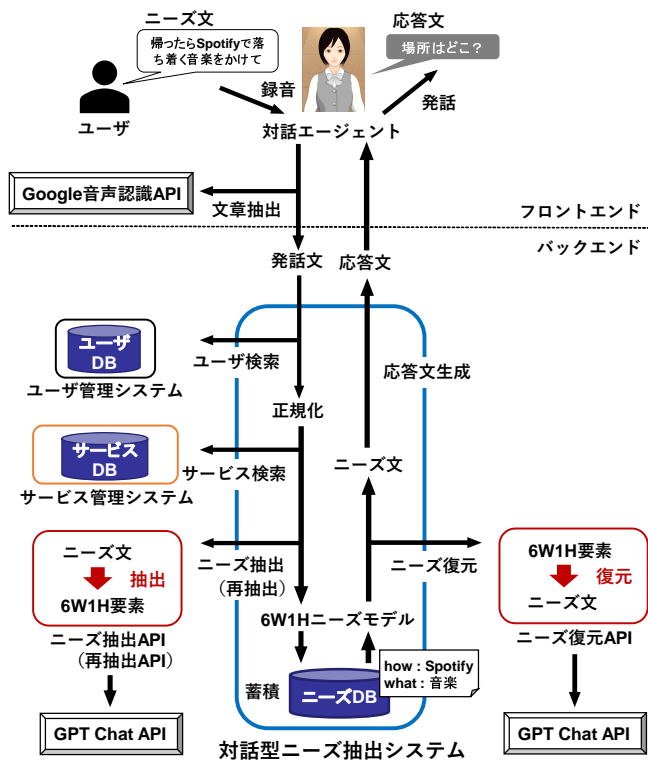 ニーズ文
帰ったらSpotifyで落
ち着く音楽をかけて
応答文
場所はどこ？
録音
発話
ユーザ
対話エージェント
Google音声認識API
文章抽出
フロントエンド
バックエンド
発話文
応答文
ユーザ
DB
ユーザ検索
ユーザ管理システム
応答文生成
正規化
サービス
DB
サービス検索
サービス管理システム
ニーズ文
ニーズ文
抽出
6W1H要素
ニーズ抽出
（再抽出）
ニーズ復元
6W1H要素
復元
ニーズ文
ニーズ抽出API
（再抽出API）
6W1Hニーズモデル
ニーズ復元API
how : Spotify
what : 音楽
蓄積
ニーズDB
GPT Chat API
GPT Chat API
対話型ニーズ抽出システム